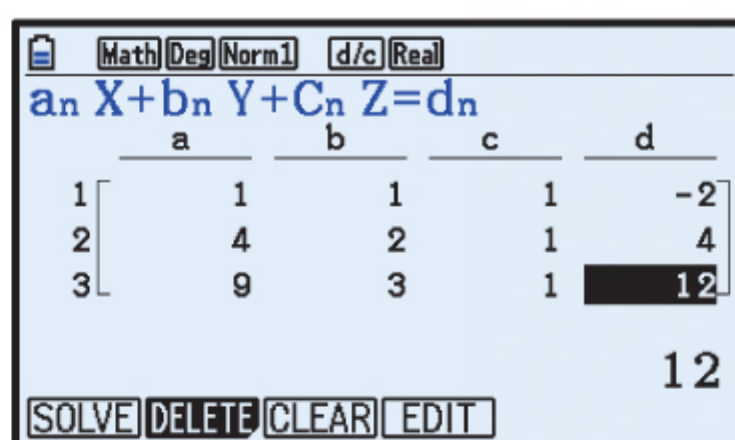 Math Deg Norm1 d/c Real
an X+bn Y+Cn Z=dn
a b c d
1 1 1 1 -2
2 4 2 1 4
3 9 3 1 12
12
SOLVE DELETE CLEAR EDIT